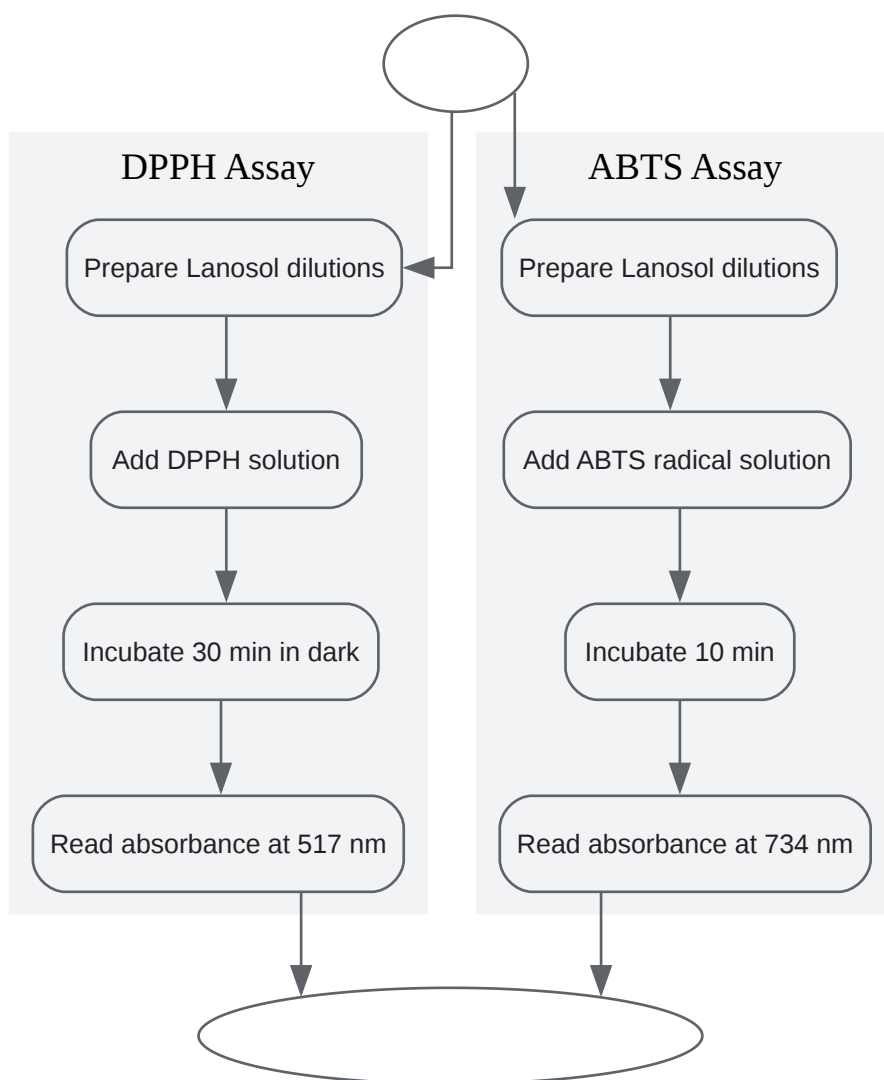 DPPH Assay
Prepare Lanosol dilutions
Add DPPH solution
Incubate 30 min in dark
Read absorbance at 517 nm
ABTS Assay
Prepare Lanosol dilutions
Add ABTS radical solution
Incubate 10 min
Read absorbance at 734 nm